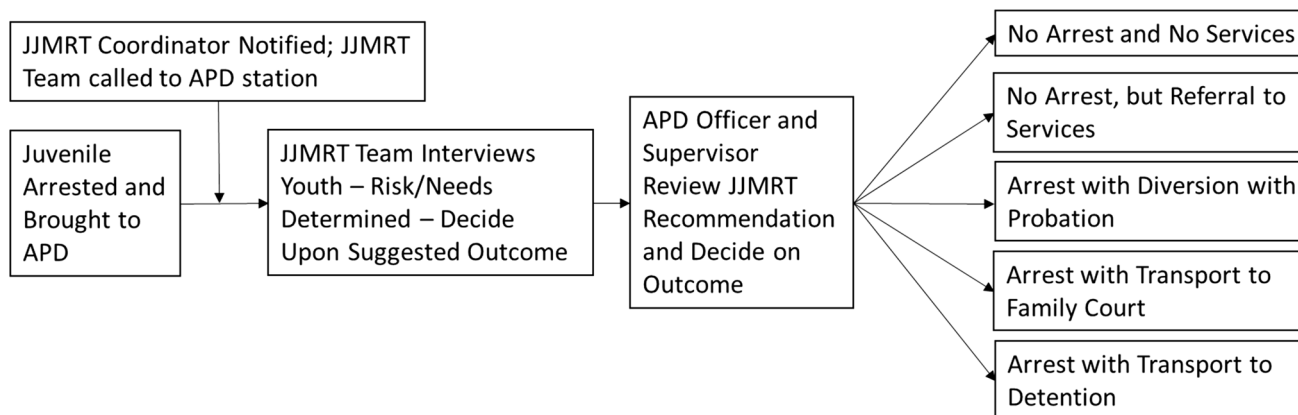 JJMRT Coordinator Notified; JJMRT
Team called to APD station
Juvenile
Arrested and
Brought to
APD
JJMRT Team Interviews
Youth – Risk/Needs
Determined – Decide
Upon Suggested Outcome
APD Officer and
Supervisor
Review JJMRT
Recommendation
and Decide on
Outcome
No Arrest and No Services
No Arrest, but Referral to
Services
Arrest with Diversion with
Probation
Arrest with Transport to
Family Court
Arrest with Transport to
Detention